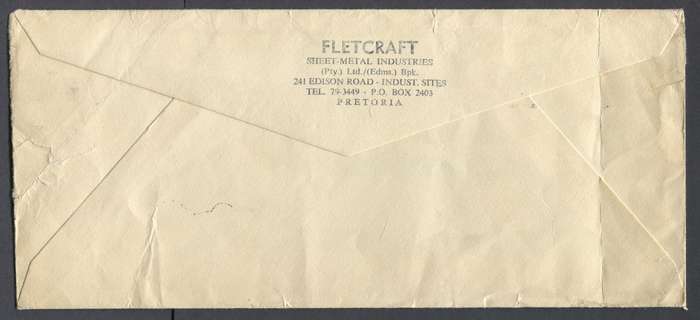 FLETCRAFT
SHEET-METAL INDUSTRIES
(Pty.) Ltd./(Edms.) Bpk.
241 EDISON ROAD - INDUST. SITES
TEL. 79-3449 - P.O. BOX 2403
PRETORIA